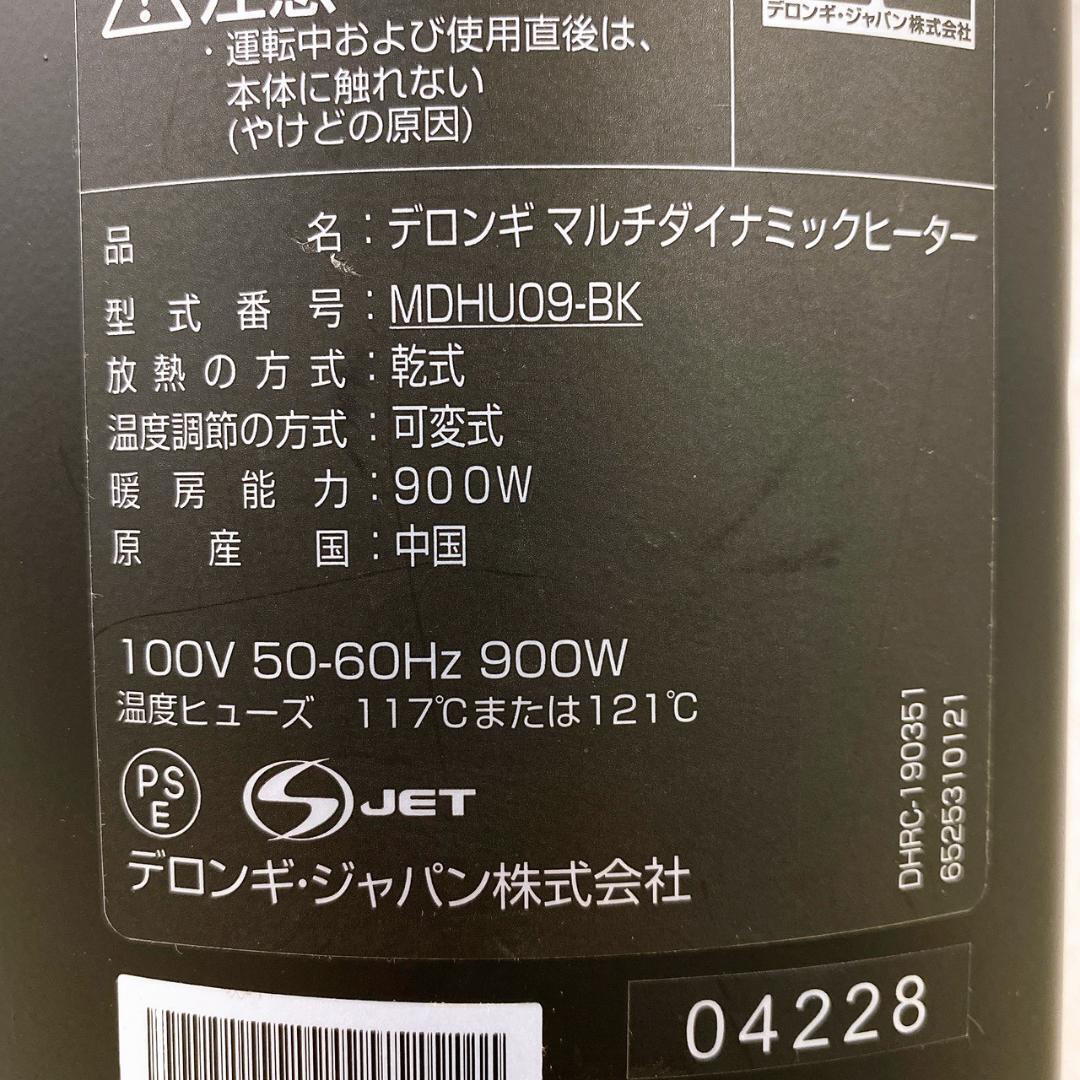 注意
・運転中および使用直後は、
本体に触れない
(やけどの原因)
デロンギ・ジャパン株式会社
品名：デロンギ マルチダイナミックヒーター
型式番号：MDHU09-BK
放熱の方式：乾式
温度調節の方式：可変式
暖房能力：900W
原産国：中国
100V 50-60Hz 900W
温度ヒューズ 117℃または121℃
PSE
S JET
デロンギ・ジャパン株式会社
DHRC-190351
6525310121
04228